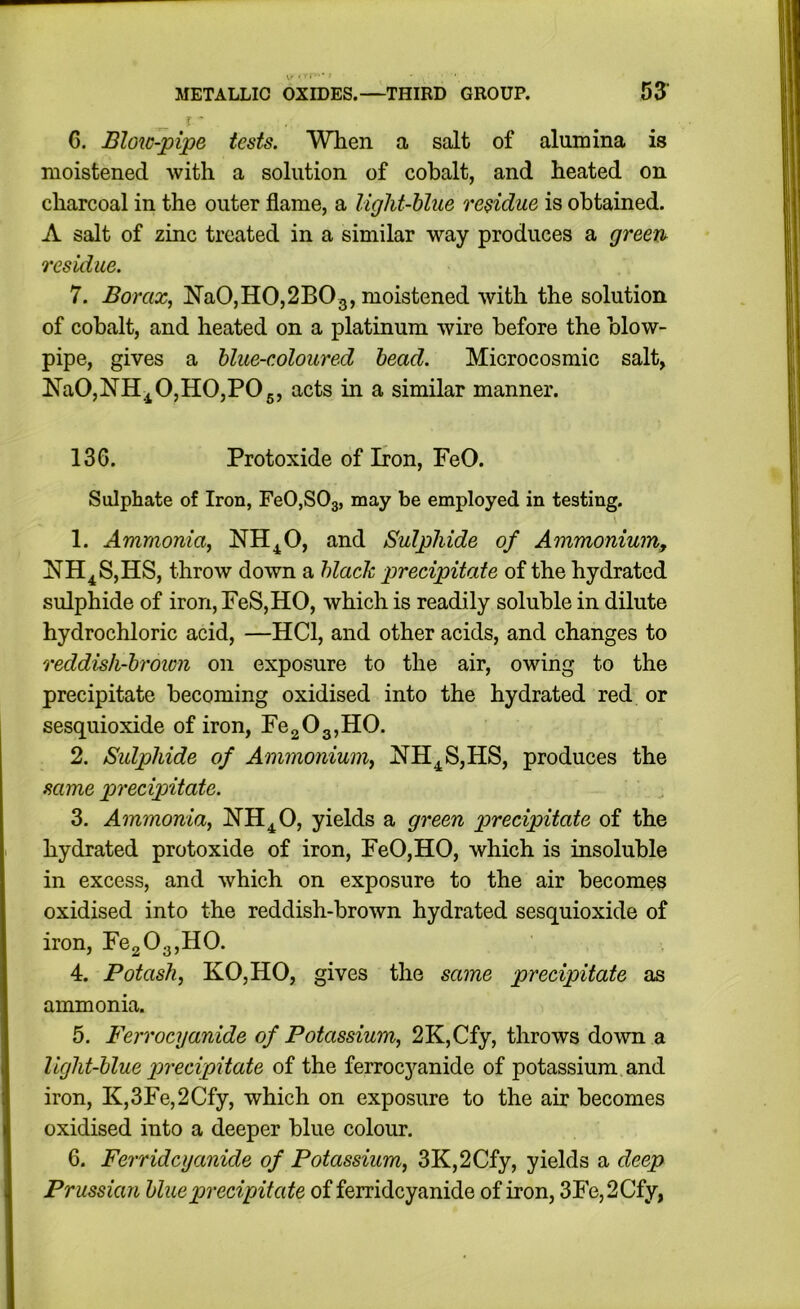 METALLIC OXIDES.—THIRD GROUP. 53
6. Blow-pipe tests. When a salt of alumina is
moistened with a solution of cobalt, and heated on
charcoal in the outer flame, a light-blue residue is obtained.
A salt of zinc treated in a similar way produces a green
residue.
7. Borax, NaO,HO,2BO₃, moistened with the solution
of cobalt, and heated on a platinum wire before the blow-
pipe, gives a blue-coloured bead. Microcosmic salt,
NaO,NH₄O,HO,PO₅, acts in a similar manner.
136. Protoxide of Iron, FeO.
Sulphate of Iron, FeO,SO₃, may be employed in testing.
1. Ammonia, NH₄O, and Sulphide of Ammonium,
NH₄S,HS, throw down a black precipitate of the hydrated
sulphide of iron, FeS,HO, which is readily soluble in dilute
hydrochloric acid, —HCl, and other acids, and changes to
reddish-brown on exposure to the air, owing to the
precipitate becoming oxidised into the hydrated red or
sesquioxide of iron, Fe₂O₃,HO.
2. Sulphide of Ammonium, NH₄S,HS, produces the
same precipitate.
3. Ammonia, NH₄O, yields a green precipitate of the
hydrated protoxide of iron, FeO,HO, which is insoluble
in excess, and which on exposure to the air becomes
oxidised into the reddish-brown hydrated sesquioxide of
iron, Fe₂O₃,HO.
4. Potash, KO,HO, gives the same precipitate as
ammonia.
5. Ferrocyanide of Potassium, 2K,Cfy, throws down a
light-blue precipitate of the ferrocyanide of potassium and
iron, K,3Fe,2Cfy, which on exposure to the air becomes
oxidised into a deeper blue colour.
6. Ferridcyanide of Potassium, 3K,2Cfy, yields a deep
Prussian blue precipitate of ferridcyanide of iron, 3Fe,2Cfy,